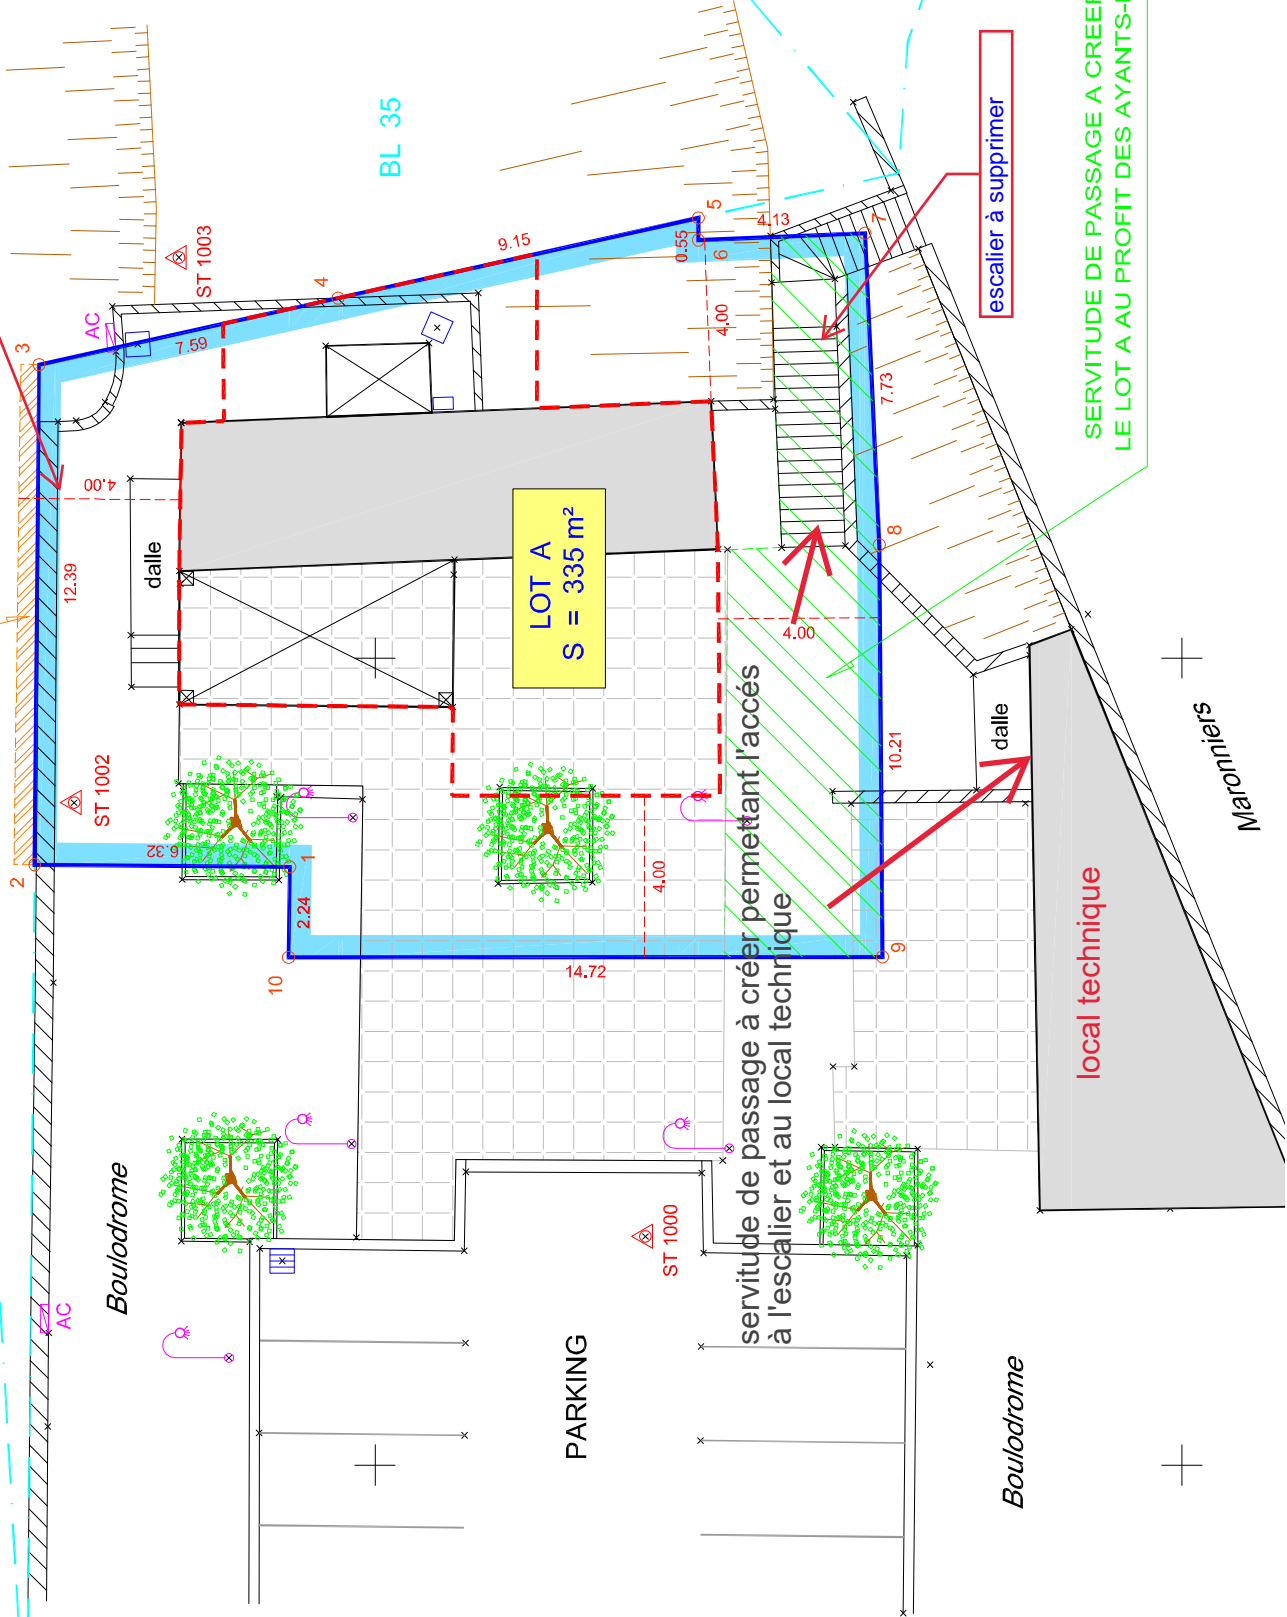 BL 35
ST 1003
AC
3
4
5
6
7
8
9
10
1
2
7.59
9.15
0.55
4.13
4.00
7.73
10.21
14.72
2.24
6.32
12.39
4.00
4.00
4.00
dalle
LOT A
S = 335 m²
escalier à supprimer
SERVITUDE DE PASSAGE A CREER
LE LOT A AU PROFIT DES AYANTS-
ST 1002
servitude de passage à créer permettant l'accés
à l'escalier et au local technique
dalle
local technique
Maronniers
Boulodrome
AC
ST 1000
PARKING
Boulodrome